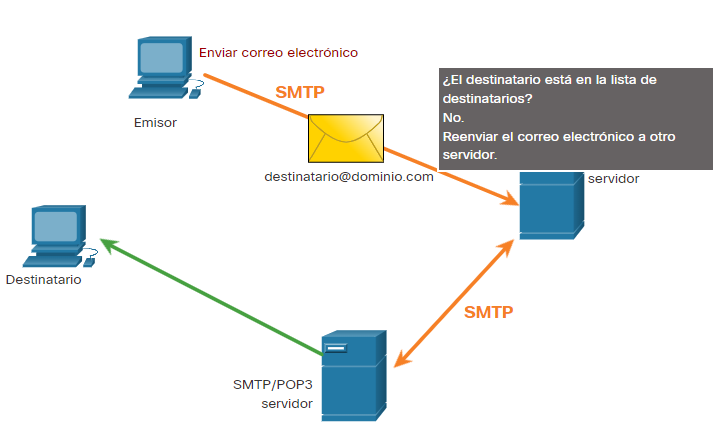 Enviar correo electrónico
SMTP
Emisor
¿El destinatario está en la lista de
destinatarios?
No.
Reenviar el correo electrónico a otro
servidor.
destinatario@dominio.com
servidor
Destinatario
SMTP
SMTP/POP3
servidor